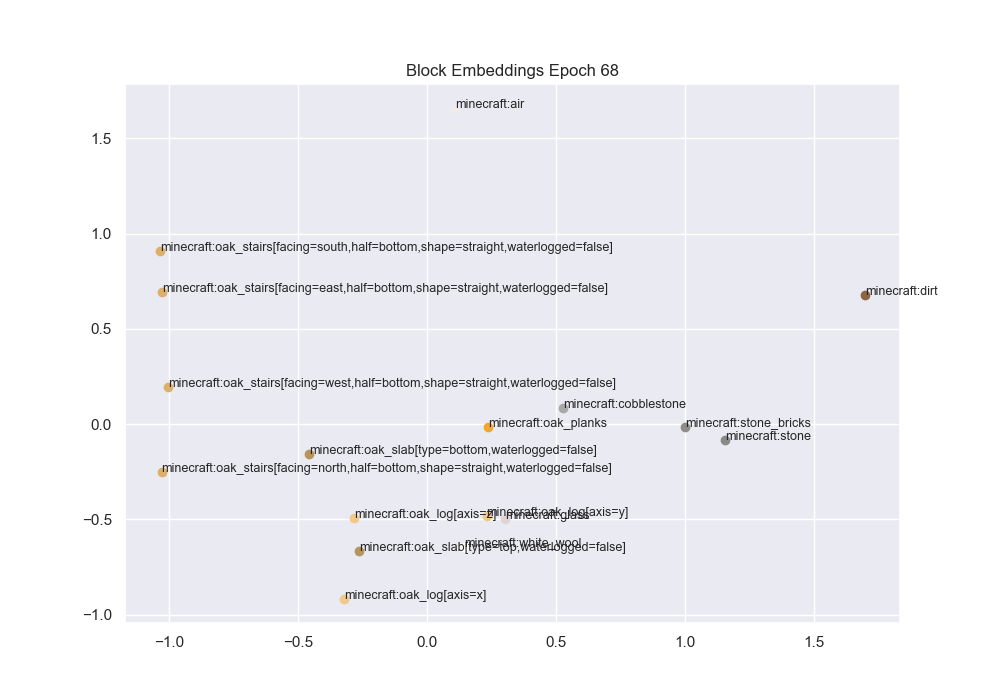 Block Embeddings Epoch 68
minecraft:air
1.5
1.0
minecraft:oak_stairs[facing=south,half=bottom,shape=straight,waterlogged=false]
minecraft:oak_stairs[facing=east,half=bottom,shape=straight,waterlogged=false]
minecraft:dirt
0.5
minecraft:oak_stairs[facing=west,half=bottom,shape=straight,waterlogged=false]
minecraft:cobblestone
0.0
minecraft:oak_planks
minecraft:stone_bricks
minecraft:stone
minecraft:oak_slab[type=bottom,waterlogged=false]
minecraft:oak_stairs[facing=north,half=bottom,shape=straight,waterlogged=false]
−0.5
minecraft:oak_log[axis=z]
minecraft:oak_log[axis=y]
minecraft:glass
minecraft:white_wool
minecraft:oak_slab[type=top,waterlogged=false]
minecraft:oak_log[axis=x]
−1.0
−1.0 −0.5 0.0 0.5 1.0 1.5